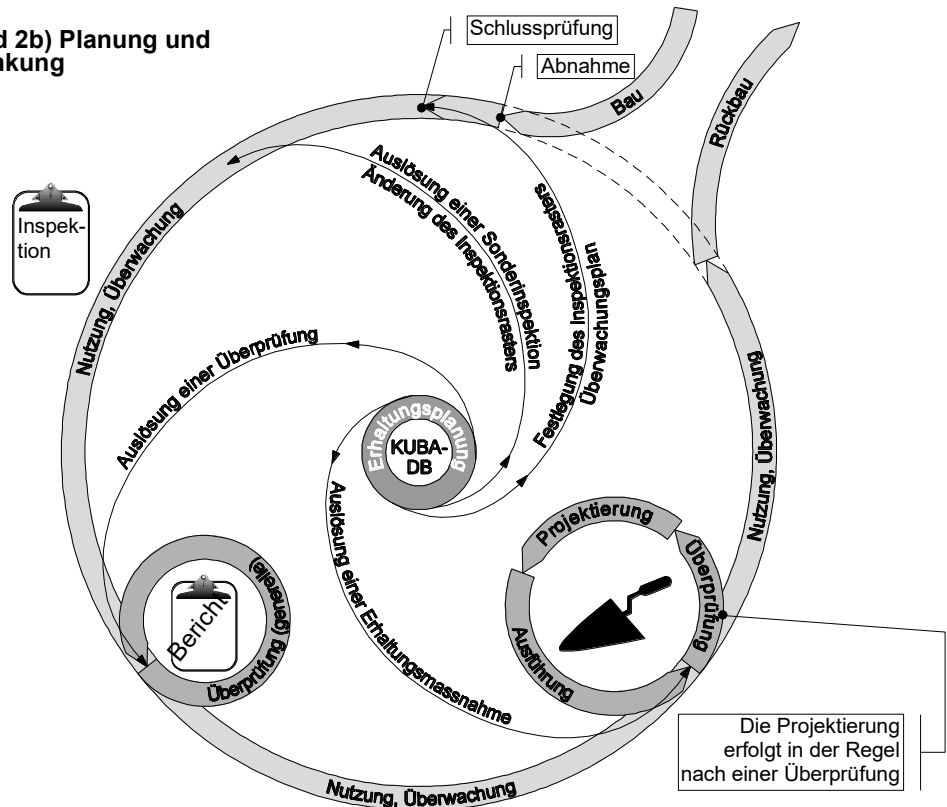 d 2b) Planung und
nkung
Schlussprüfung
Abnahme
Bau
Rückbau
Inspek-
tion
Nutzung, Überwachung
Auslösung einer Sonderinspektion
Änderung des Inspektionsrasters
Festlegung des Inspektionsrasters
Überwachungsplan
Auslösung einer Überprüfung
Erhaltungsplanung
KUBA-
DB
Nutzung, Überwachung
Auslösung einer Erhaltungsmassnahme
Projektierung
Überprüfung
Ausführung
Bericht
Überprüfung (generelle)
Die Projektierung
erfolgt in der Regel
nach einer Überprüfung
Nutzung, Überwachung